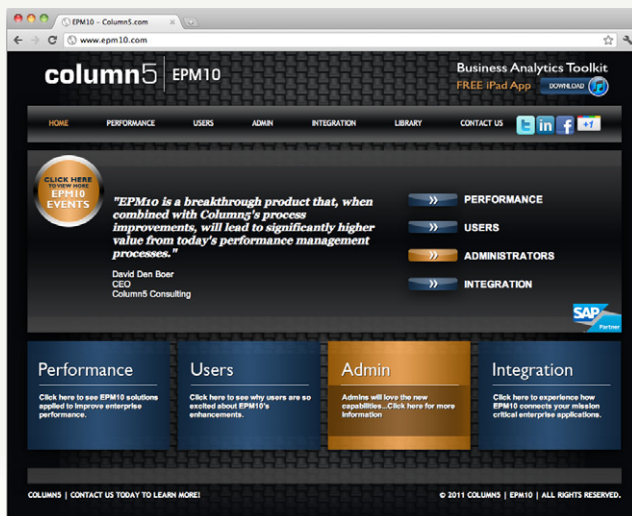 EPM10 - Column5.com
www.epm10.com
column5 EPM10
Business Analytics Toolkit
FREE iPad App DOWNLOAD
HOME PERFORMANCE USERS ADMIN INTEGRATION LIBRARY CONTACT US +1
CLICK HERE
TO VIEW MORE
EPM10
EVENTS
"EPM10 is a breakthrough product that, when
combined with Column5's process
improvements, will lead to significantly higher
value from today's performance management
processes."
David Den Boer
CEO
Column5 Consulting
PERFORMANCE
USERS
ADMINISTRATORS
INTEGRATION
SAP
Partner
Performance
Click here to see EPM10 solutions
applied to improve enterprise
performance.
Users
Click here to see why users are so
excited about EPM10's
enhancements.
Admin
Admins will love the new
capabilities...Click here for more
information
Integration
Click here to experience how
EPM10 connects your mission
critical enterprise applications.
COLUMN5 | CONTACT US TODAY TO LEARN MORE!
© 2011 COLUMN5 | EPM10 | ALL RIGHTS RESERVED.